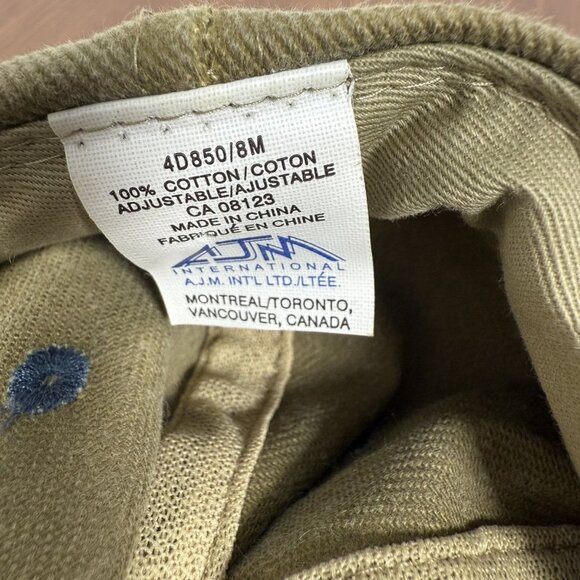 4D850/8M
100% COTTON/COTON
ADJUSTABLE/AJUSTABLE
CA 08123
MADE IN CHINA
FABRIQUÉ EN CHINE
AJM
INTERNATIONAL
A.J.M. INT'L LTD./LTÉE.
MONTREAL/TORONTO,
VANCOUVER, CANADA